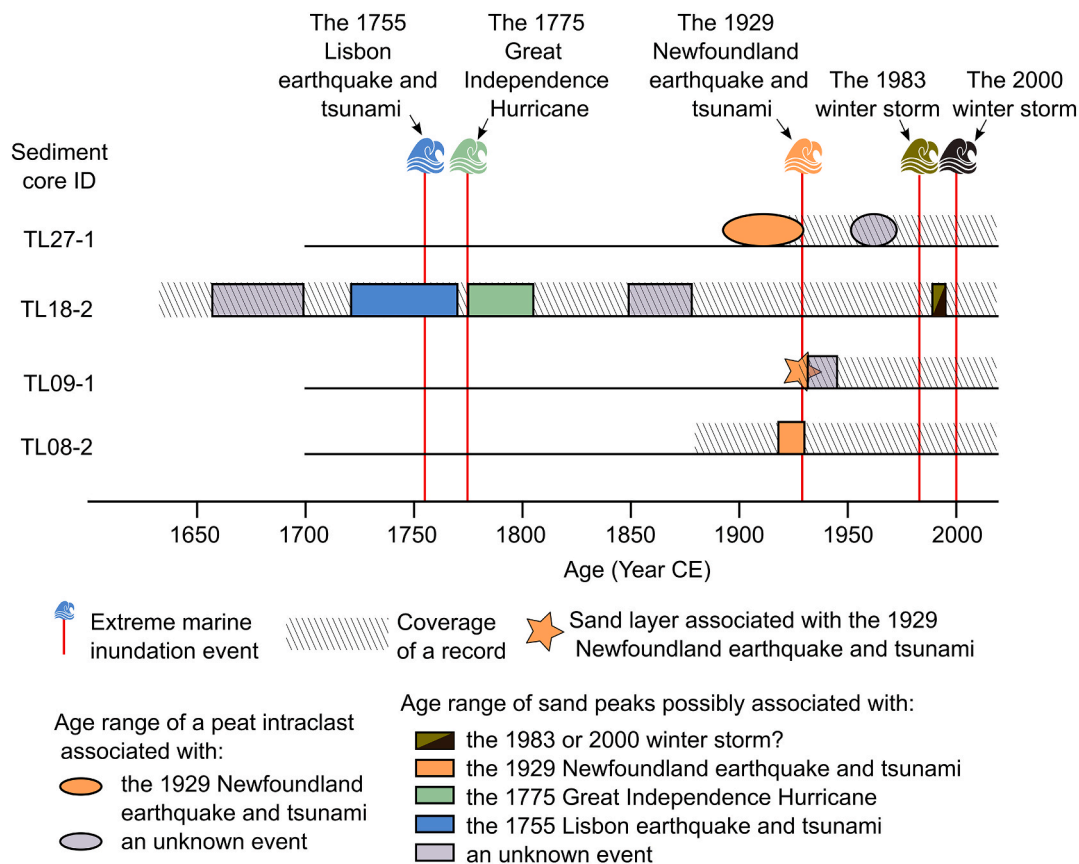 The 1755
Lisbon
earthquake and
tsunami
The 1775
Great
Independence
Hurricane
The 1929
Newfoundland
earthquake and
tsunami
The 1983
winter storm
The 2000
winter storm
Sediment
core ID
TL27-1
TL18-2
TL09-1
TL08-2
1650 1700 1750 1800 1850 1900 1950 2000
Age (Year CE)
Extreme marine
inundation event
Coverage
of a record
Sand layer associated with the 1929
Newfoundland earthquake and tsunami
Age range of a peat intraclast
associated with:
the 1929 Newfoundland
earthquake and tsunami
an unknown event
Age range of sand peaks possibly associated with:
the 1983 or 2000 winter storm?
the 1929 Newfoundland earthquake and tsunami
the 1775 Great Independence Hurricane
the 1755 Lisbon earthquake and tsunami
an unknown event